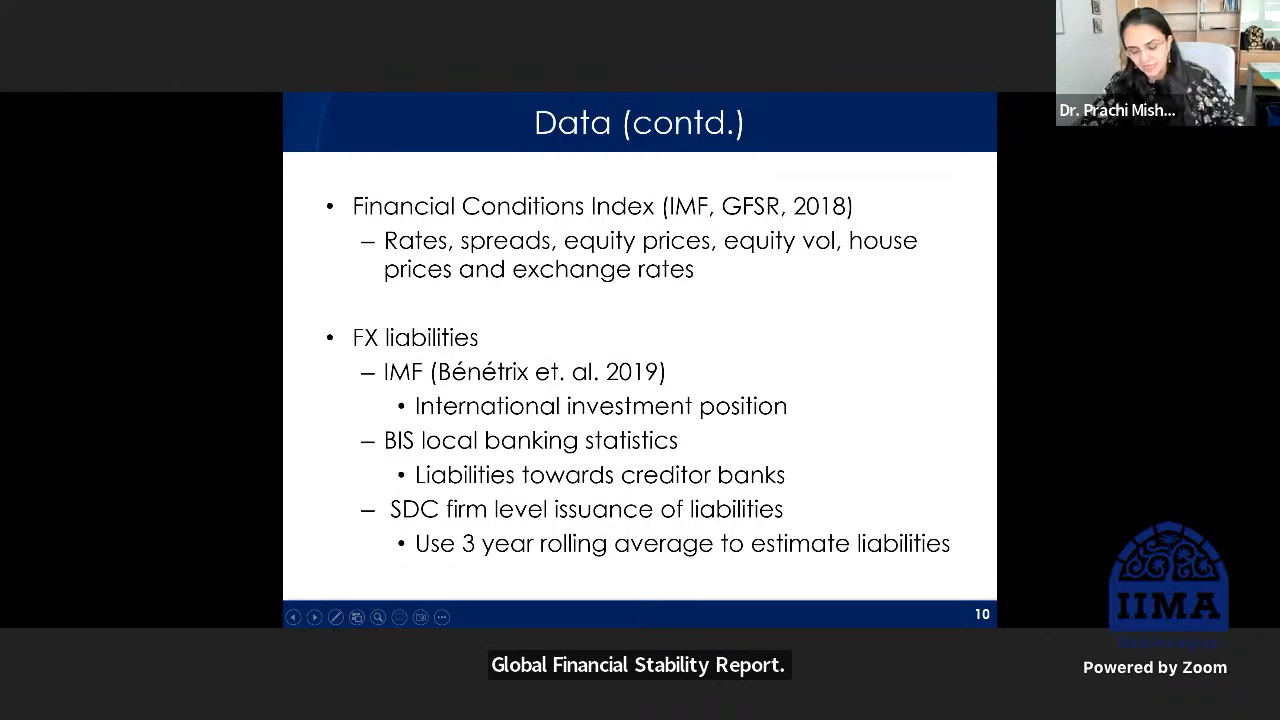 Dr. Prachi Mish...
Data (contd.)
• Financial Conditions Index (IMF, GFSR, 2018)
– Rates, spreads, equity prices, equity vol, house
prices and exchange rates
• FX liabilities
– IMF (Bénétrix et. al. 2019)
• International investment position
– BIS local banking statistics
• Liabilities towards creditor banks
– SDC firm level issuance of liabilities
• Use 3 year rolling average to estimate liabilities
10
IIMA
Global Financial Stability Report.
Powered by Zoom